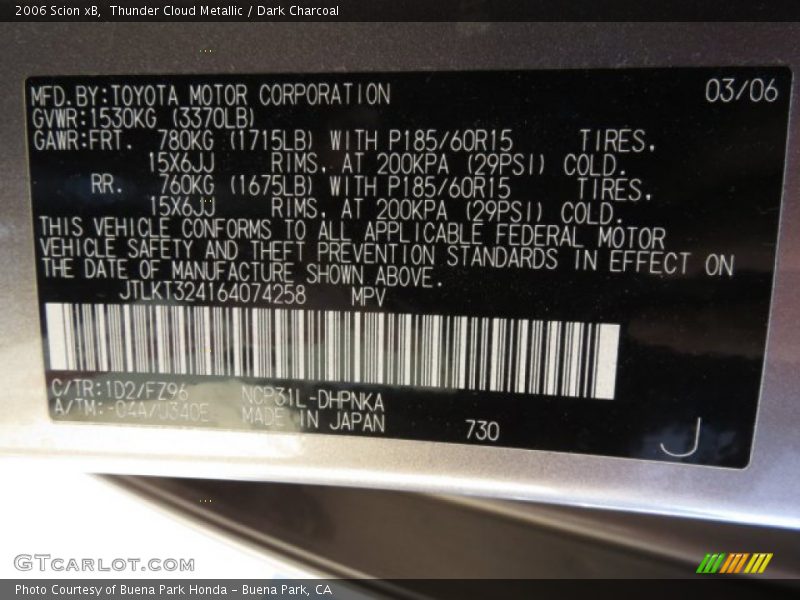 2006 Scion xB, Thunder Cloud Metallic / Dark Charcoal
MFD.BY:TOYOTA MOTOR CORPORATION 03/06
GVWR:1530KG (3370LB)
GAWR:FRT. 780KG (1715LB) WITH P185/60R15 TIRES,
15X6JJ RIMS, AT 200KPA (29PSI) COLD.
RR. 760KG (1675LB) WITH P185/60R15 TIRES,
15X6JJ RIMS, AT 200KPA (29PSI) COLD.
THIS VEHICLE CONFORMS TO ALL APPLICABLE FEDERAL MOTOR
VEHICLE SAFETY AND THEFT PREVENTION STANDARDS IN EFFECT ON
THE DATE OF MANUFACTURE SHOWN ABOVE.
JTLKT324164074258 MPV
C/TR:1D2/FZ96 NCP31L-DHPNKA
A/TM:-04A/U340E MADE IN JAPAN 730 J
GTCARLOT.COM
Photo Courtesy of Buena Park Honda - Buena Park, CA